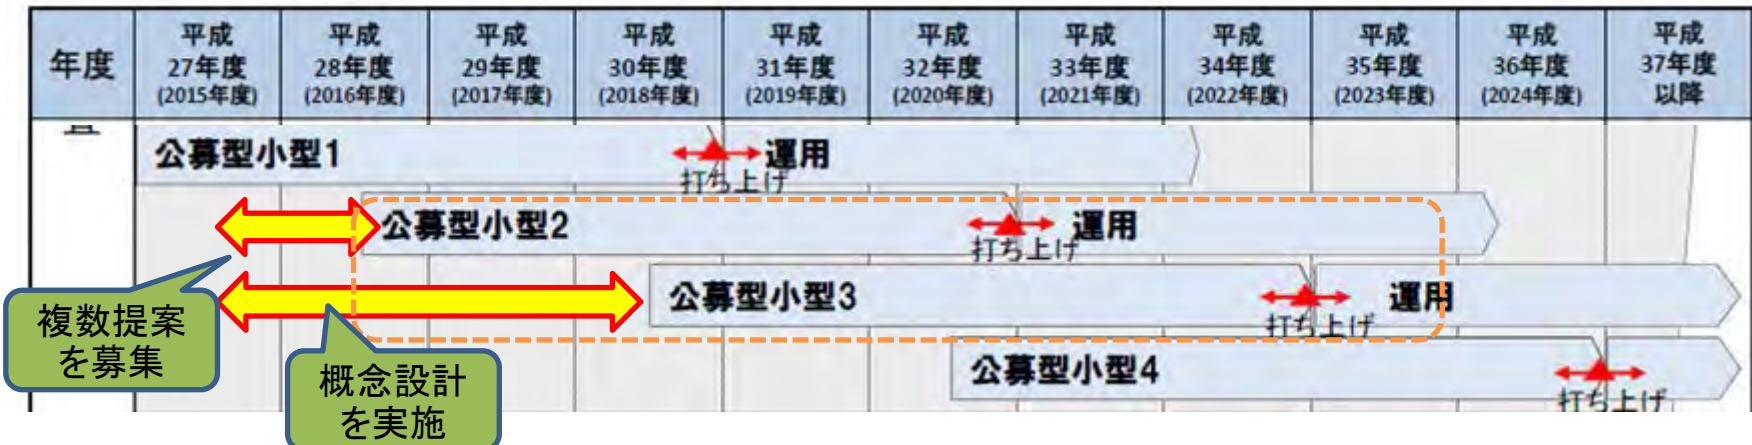 年度
平成
27年度
(2015年度)
平成
28年度
(2016年度)
平成
29年度
(2017年度)
平成
30年度
(2018年度)
平成
31年度
(2019年度)
平成
32年度
(2020年度)
平成
33年度
(2021年度)
平成
34年度
(2022年度)
平成
35年度
(2023年度)
平成
36年度
(2024年度)
平成
37年度
以降
公募型小型1
運用
打ち上げ
公募型小型2
運用
打ち上げ
公募型小型3
運用
打ち上げ
複数提案
を募集
概念設計
を実施
公募型小型4
打ち上げ